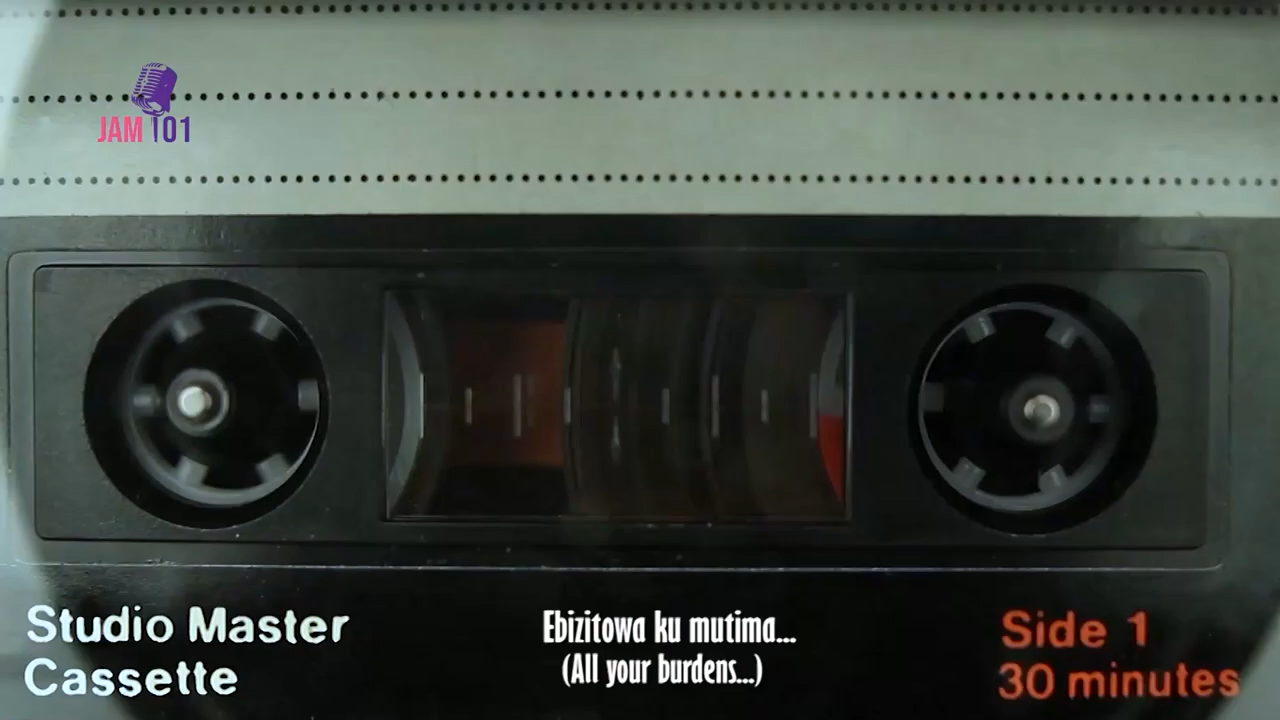 JAM 101
Studio Master
Cassette
Ebizitowa ku mutima...
(All your burdens...)
Side 1
30 minutes